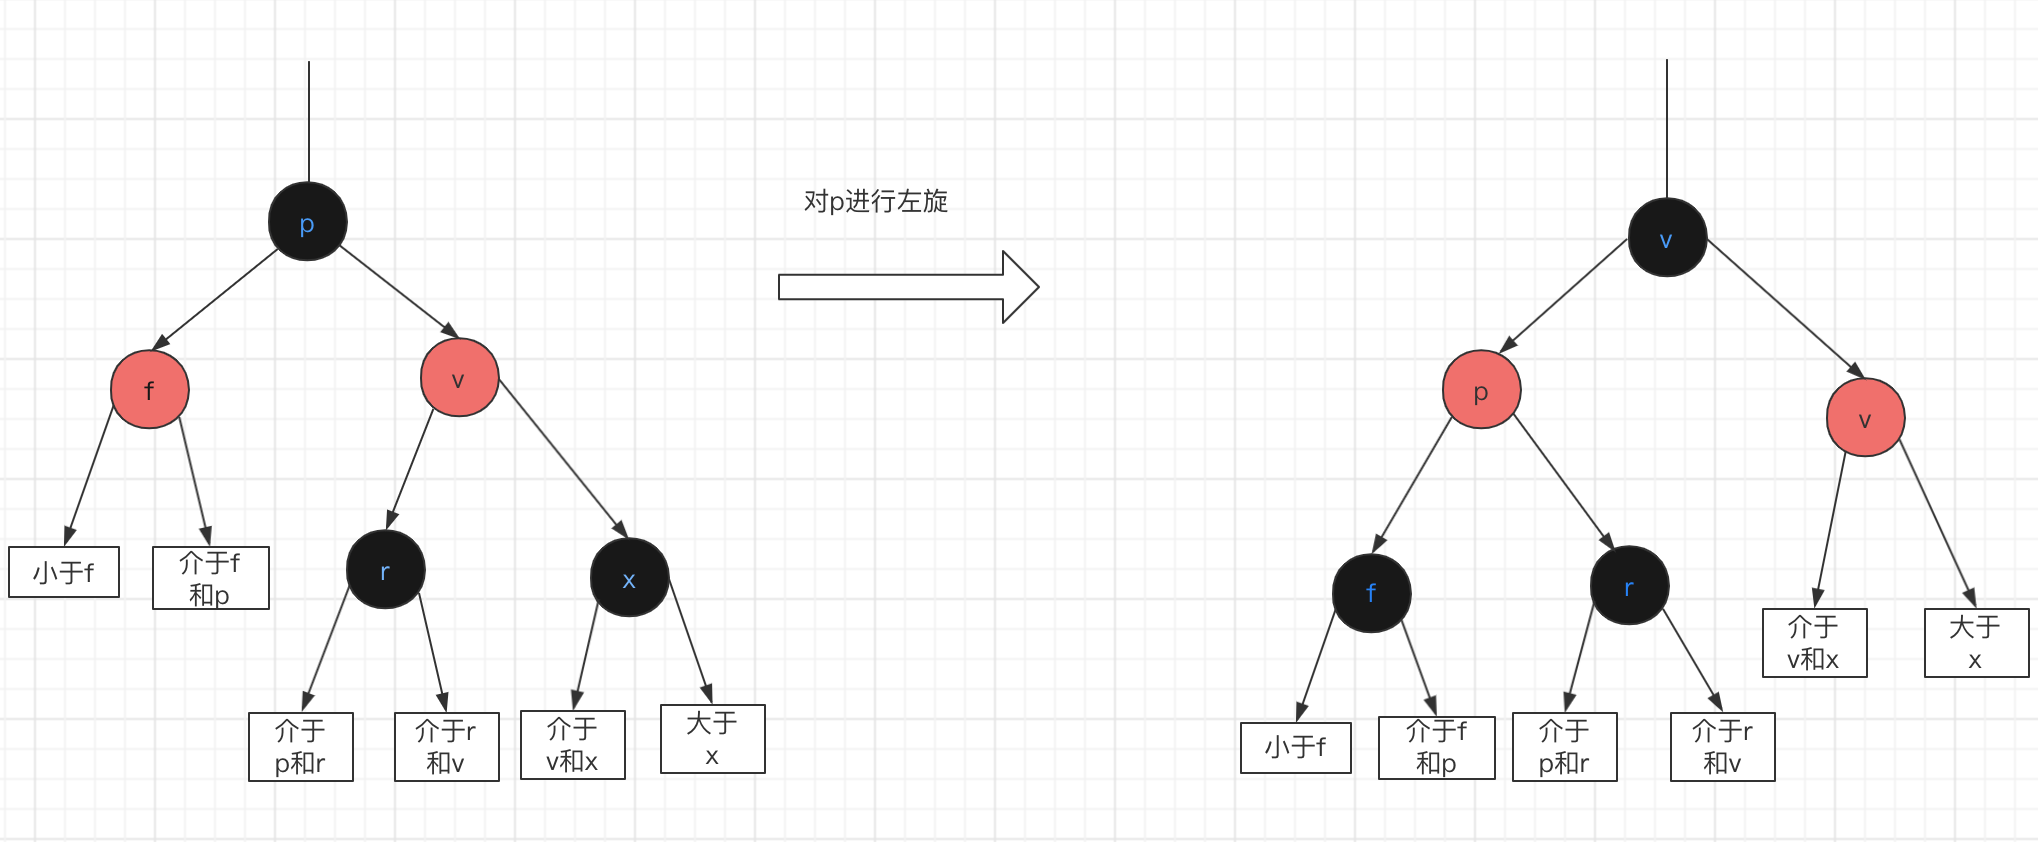 p
f
v
小于f
介于f
和p
r
x
介于
p和r
介于r
和v
介于
v和x
大于
x
对p进行左旋
v
p
v
f
r
介于
v和x
大于
x
小于f
介于f
和p
介于
p和r
介于r
和v